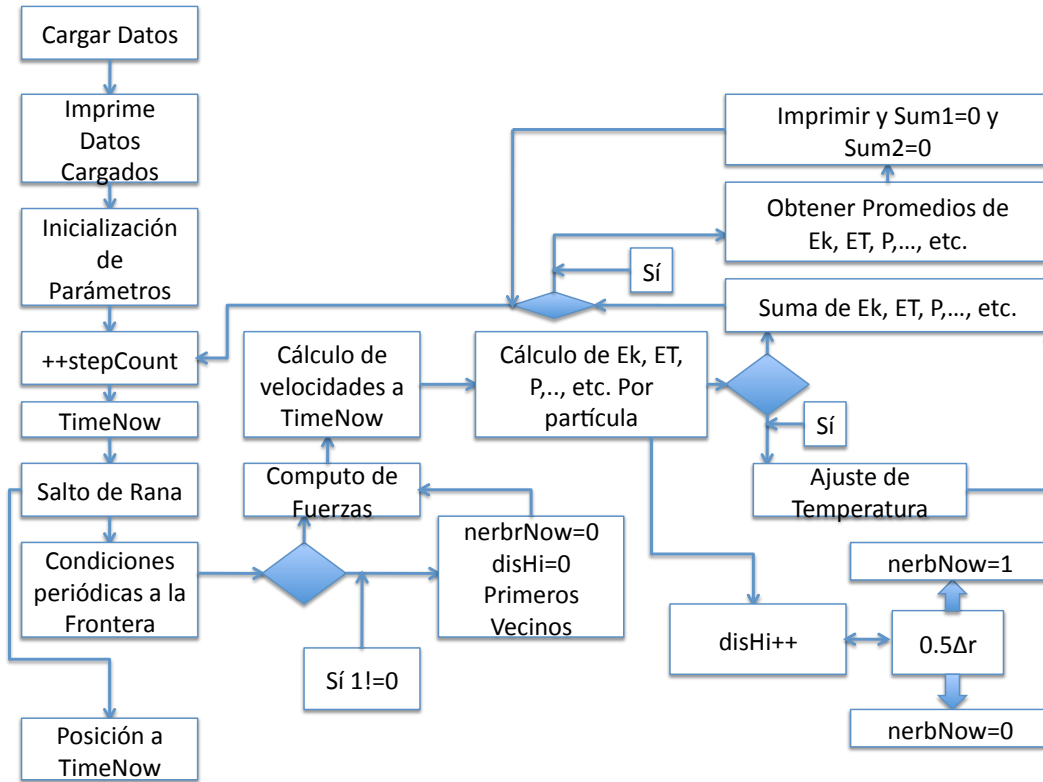 Cargar Datos
Imprime
Datos
Cargados
Inicialización
de
Parámetros
++stepCount
TimeNow
Salto de Rana
Condiciones
periódicas a la
Frontera
Posición a
TimeNow
Cálculo de
velocidades a
TimeNow
Computo de
Fuerzas
Sí 1!=0
nerbrNow=0
disHi=0
Primeros
Vecinos
Cálculo de Ek, ET,
P,.., etc. Por
partícula
Imprimir y Sum1=0 y
Sum2=0
Obtener Promedios de
Ek, ET, P,..., etc.
Sí
Suma de Ek, ET, P,..., etc.
Sí
Ajuste de
Temperatura
nerbNow=1
disHi++
0.5Δr
nerbNow=0